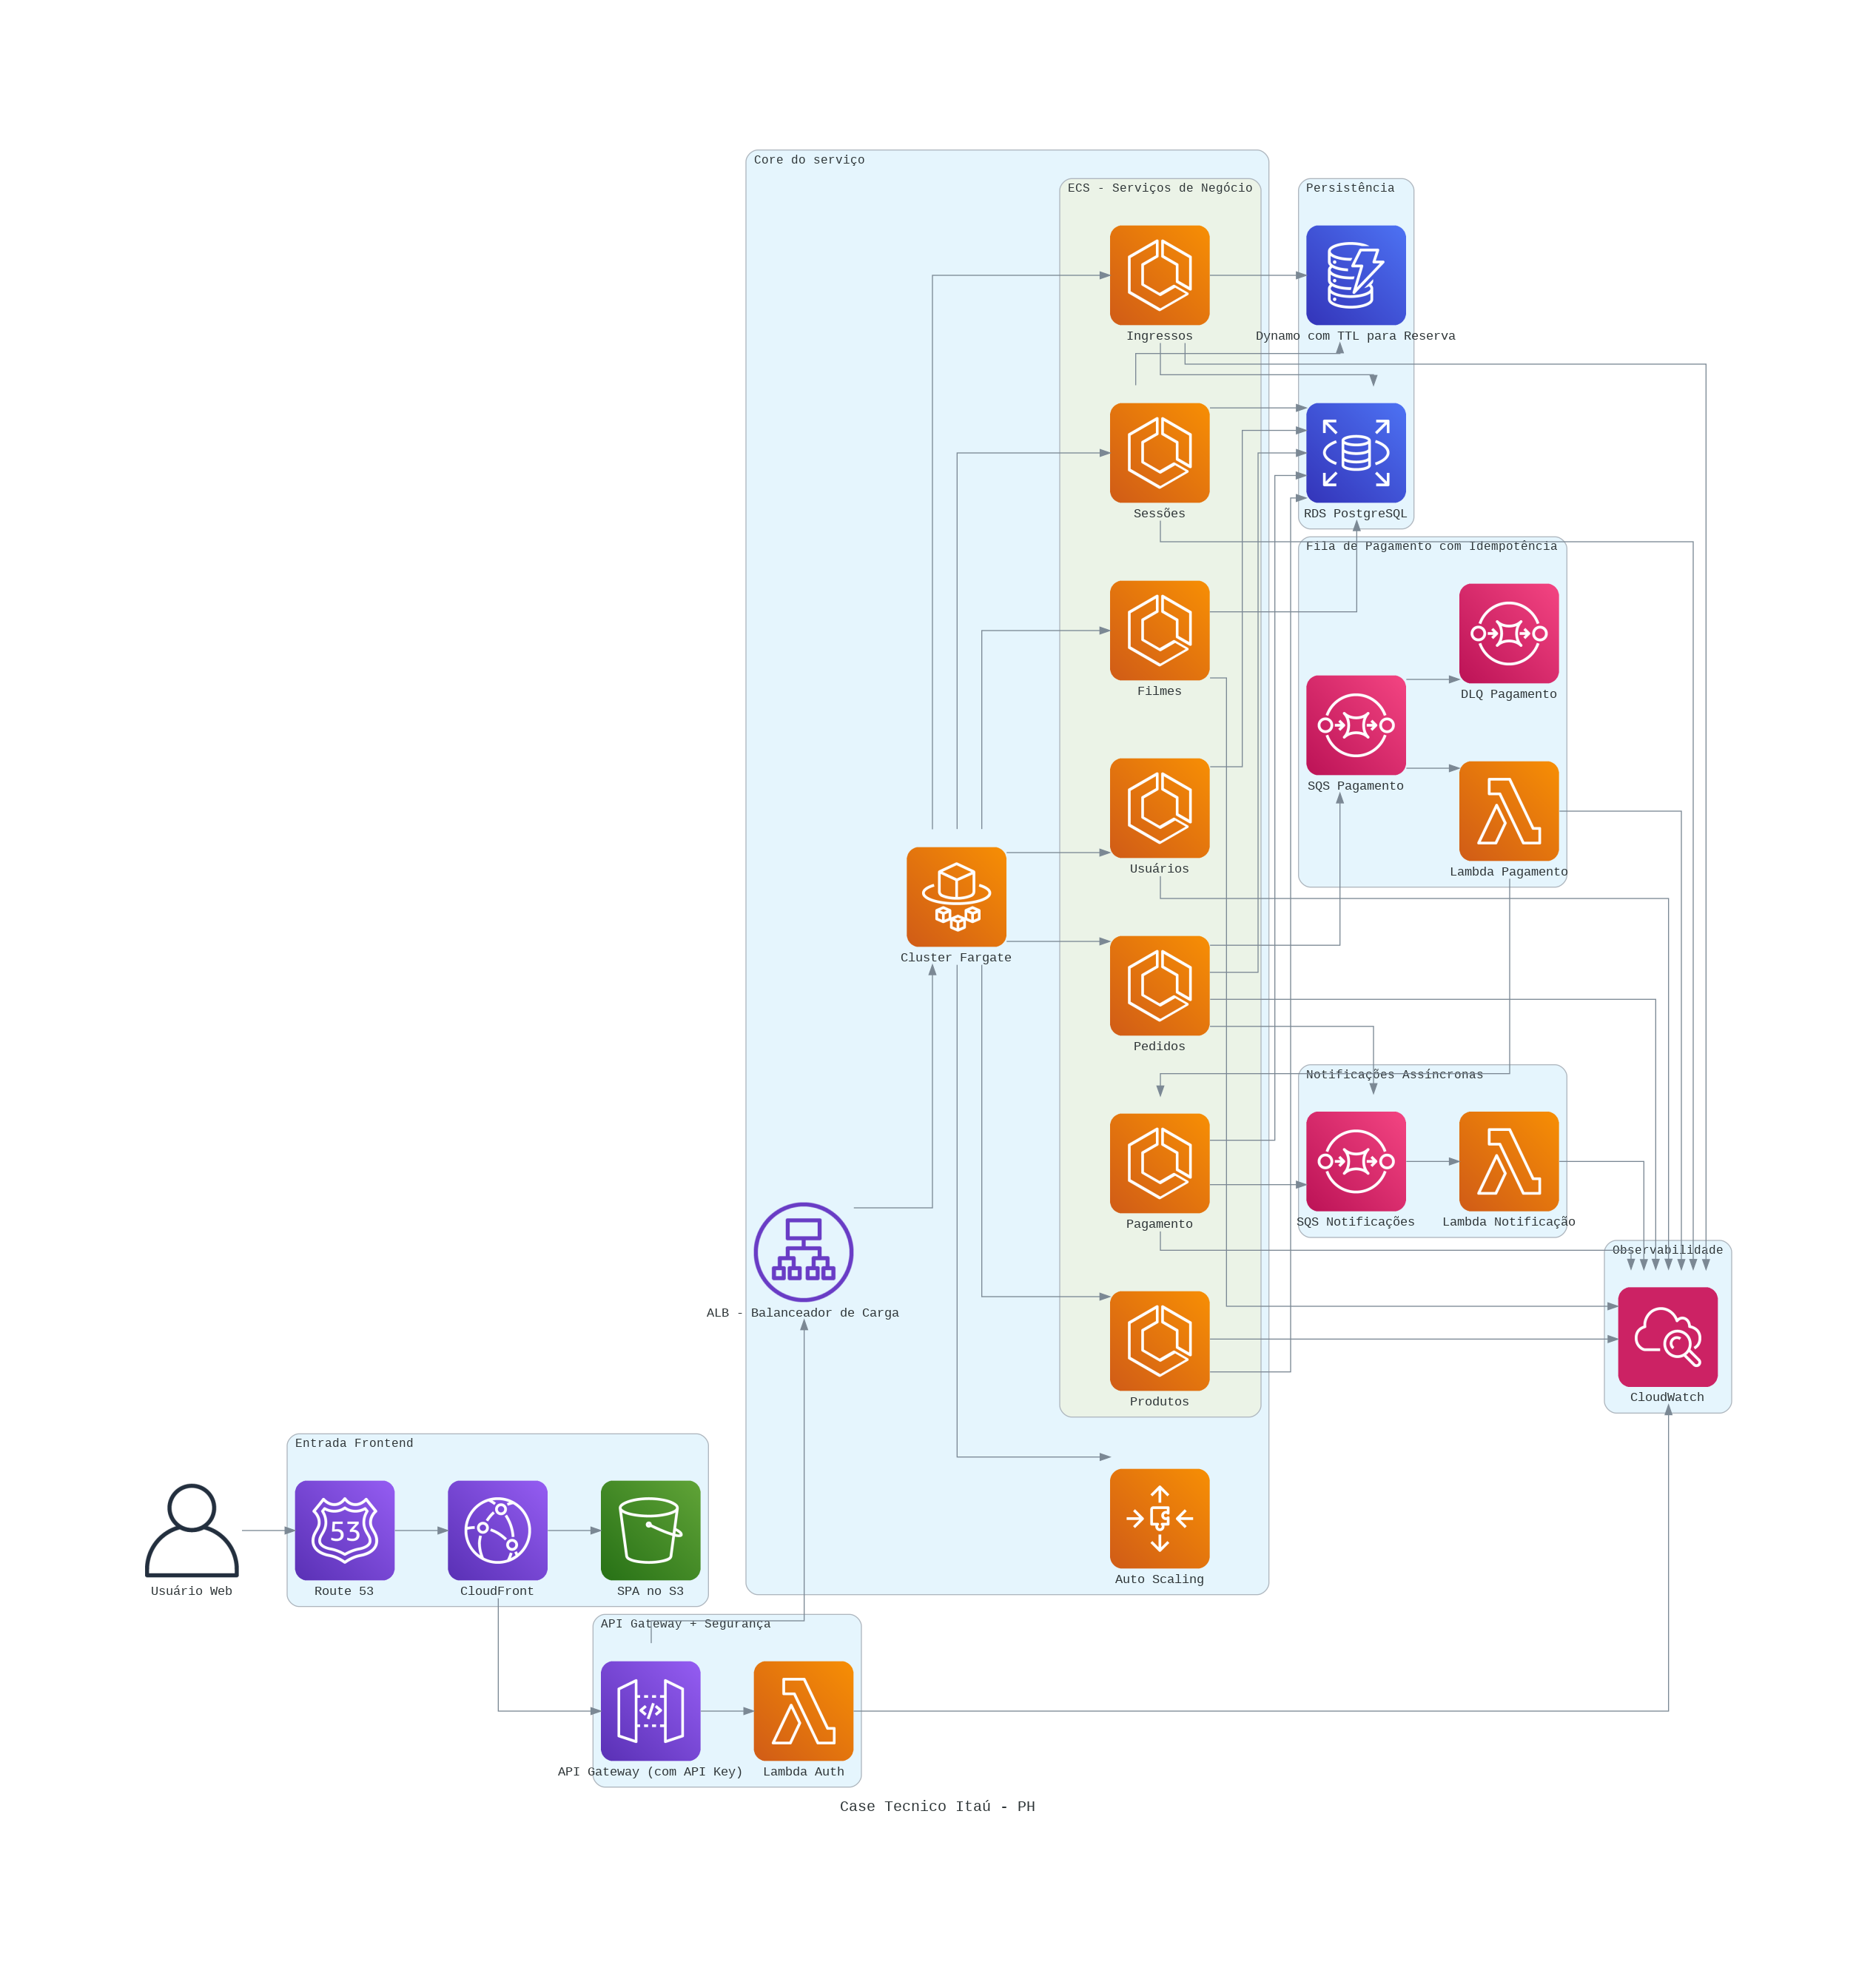 Core do serviço
ECS - Serviços de Negócio
Persistência
Ingressos
Dynamo com TTL para Reserva
Sessões
RDS PostgreSQL
Fila de Pagamento com Idempotência
Filmes
DLQ Pagamento
SQS Pagamento
Usuários
Lambda Pagamento
Cluster Fargate
Pedidos
Notificações Assíncronas
Pagamento
SQS Notificações
Lambda Notificação
Observabilidade
ALB - Balanceador de Carga
Produtos
CloudWatch
Entrada Frontend
53
Usuário Web
Route 53
CloudFront
SPA no S3
Auto Scaling
API Gateway + Segurança
</>
API Gateway (com API Key)
Lambda Auth
Case Tecnico Itaú - PH